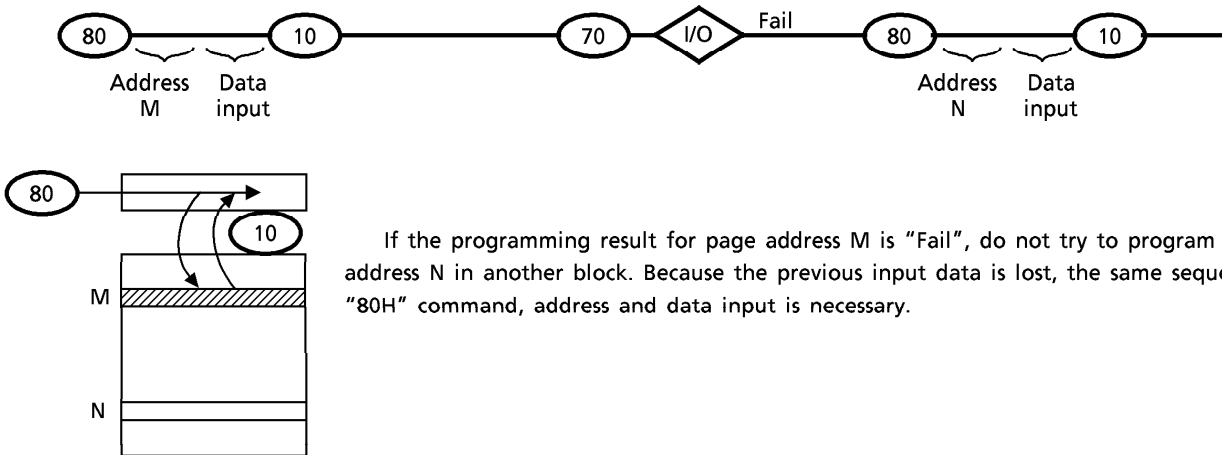 80 10 70 I/O Fail 80 10
Address Data Address Data
M input N input
80
10
If the programming result for page address M is "Fail", do not try to program
address N in another block. Because the previous input data is lost, the same
M
"80H" command, address and data input is necessary.
N